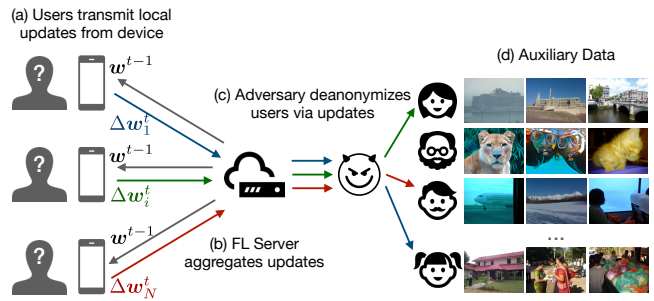 (a) Users transmit local
updates from device
(d) Auxiliary Data
?
w^{t−1}
(c) Adversary deanonymizes
users via updates
Δw_1^t
?
w^{t−1}
Δw_i^t
w^{t−1}
(b) FL Server
aggregates updates
?
Δw_N^t
...